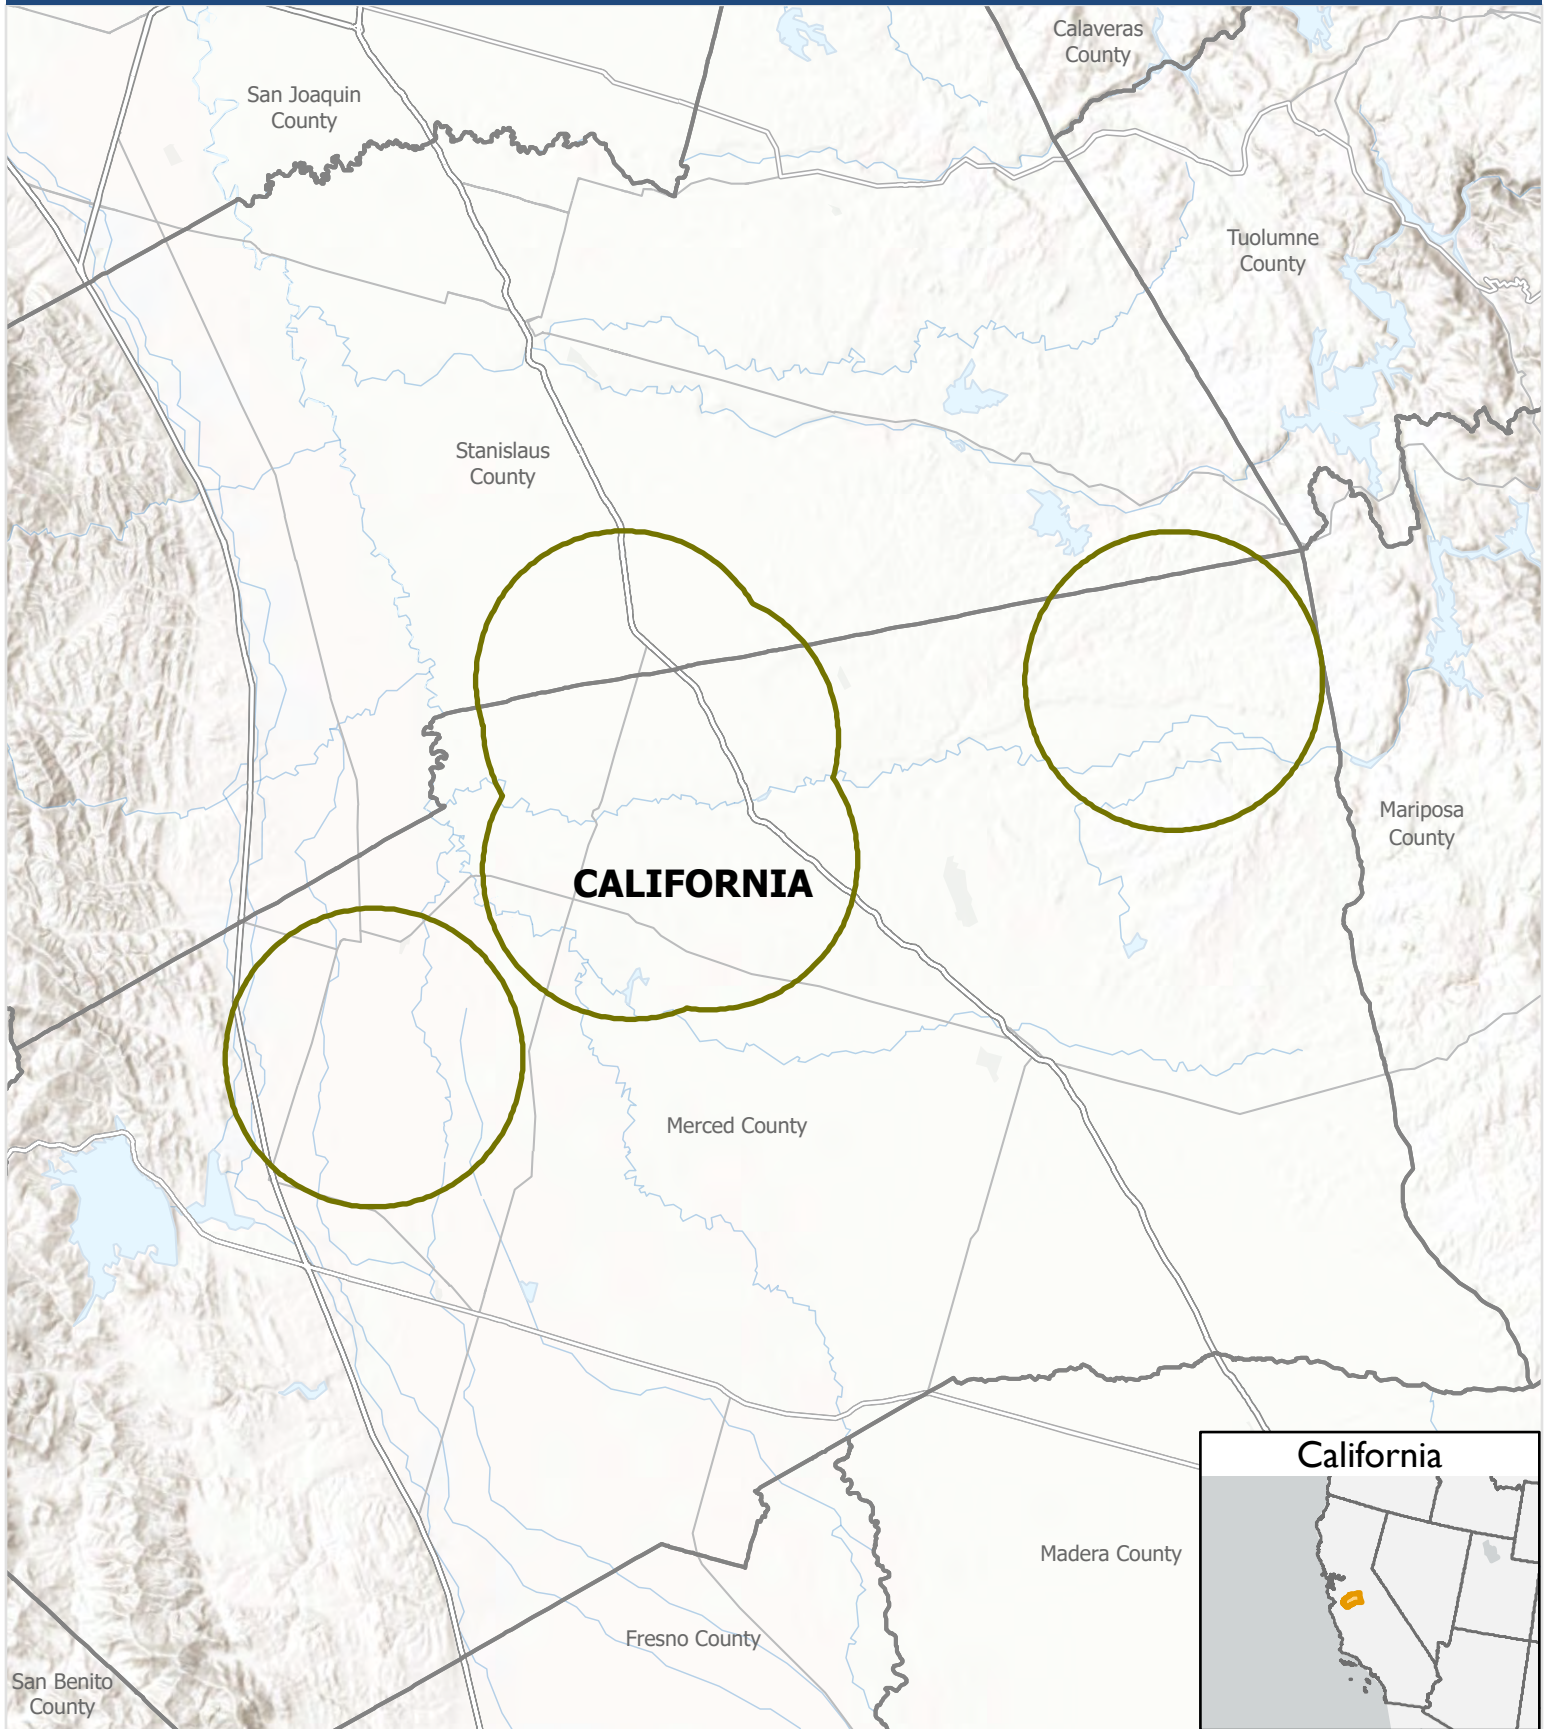 Calaveras
County
San Joaquin
County
Tuolumne
County
Stanislaus
County
Mariposa
County
CALIFORNIA
Merced County
California
Madera County
Fresno County
San Benito
County